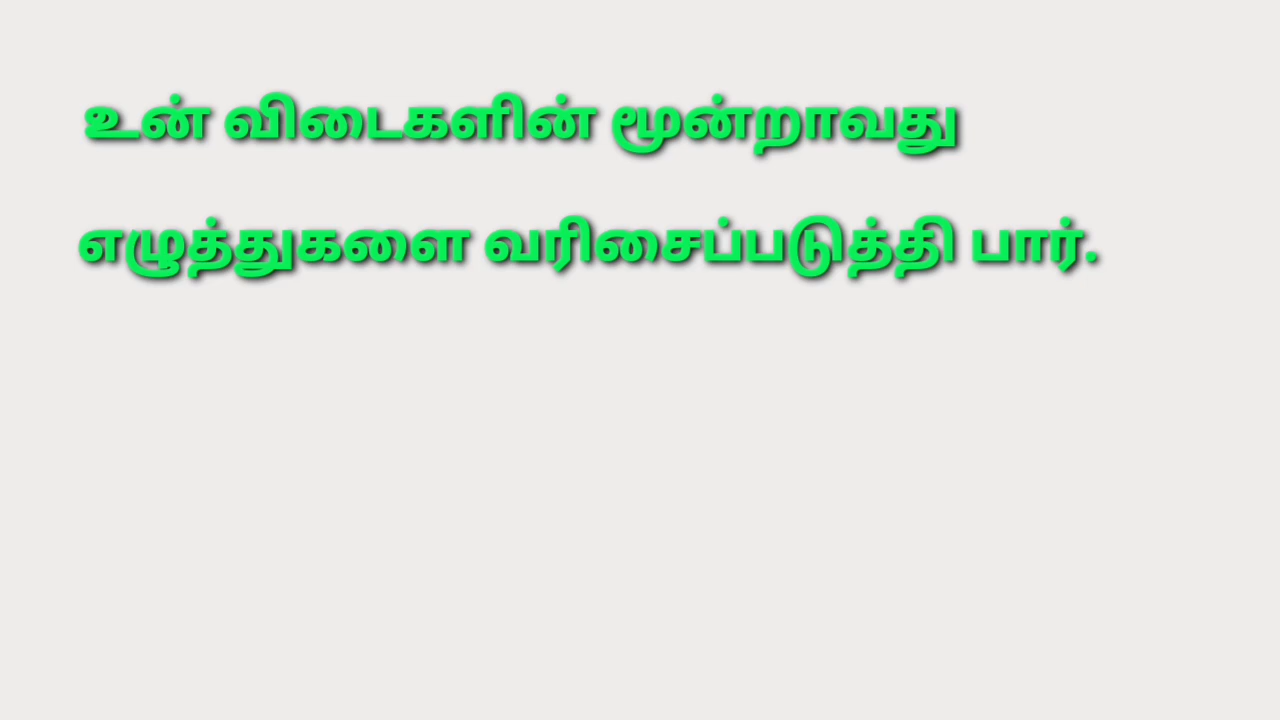 உன் விடைகளின் மூன்றாவது
எழுத்துகளை வரிசைப்படுத்தி பார்.